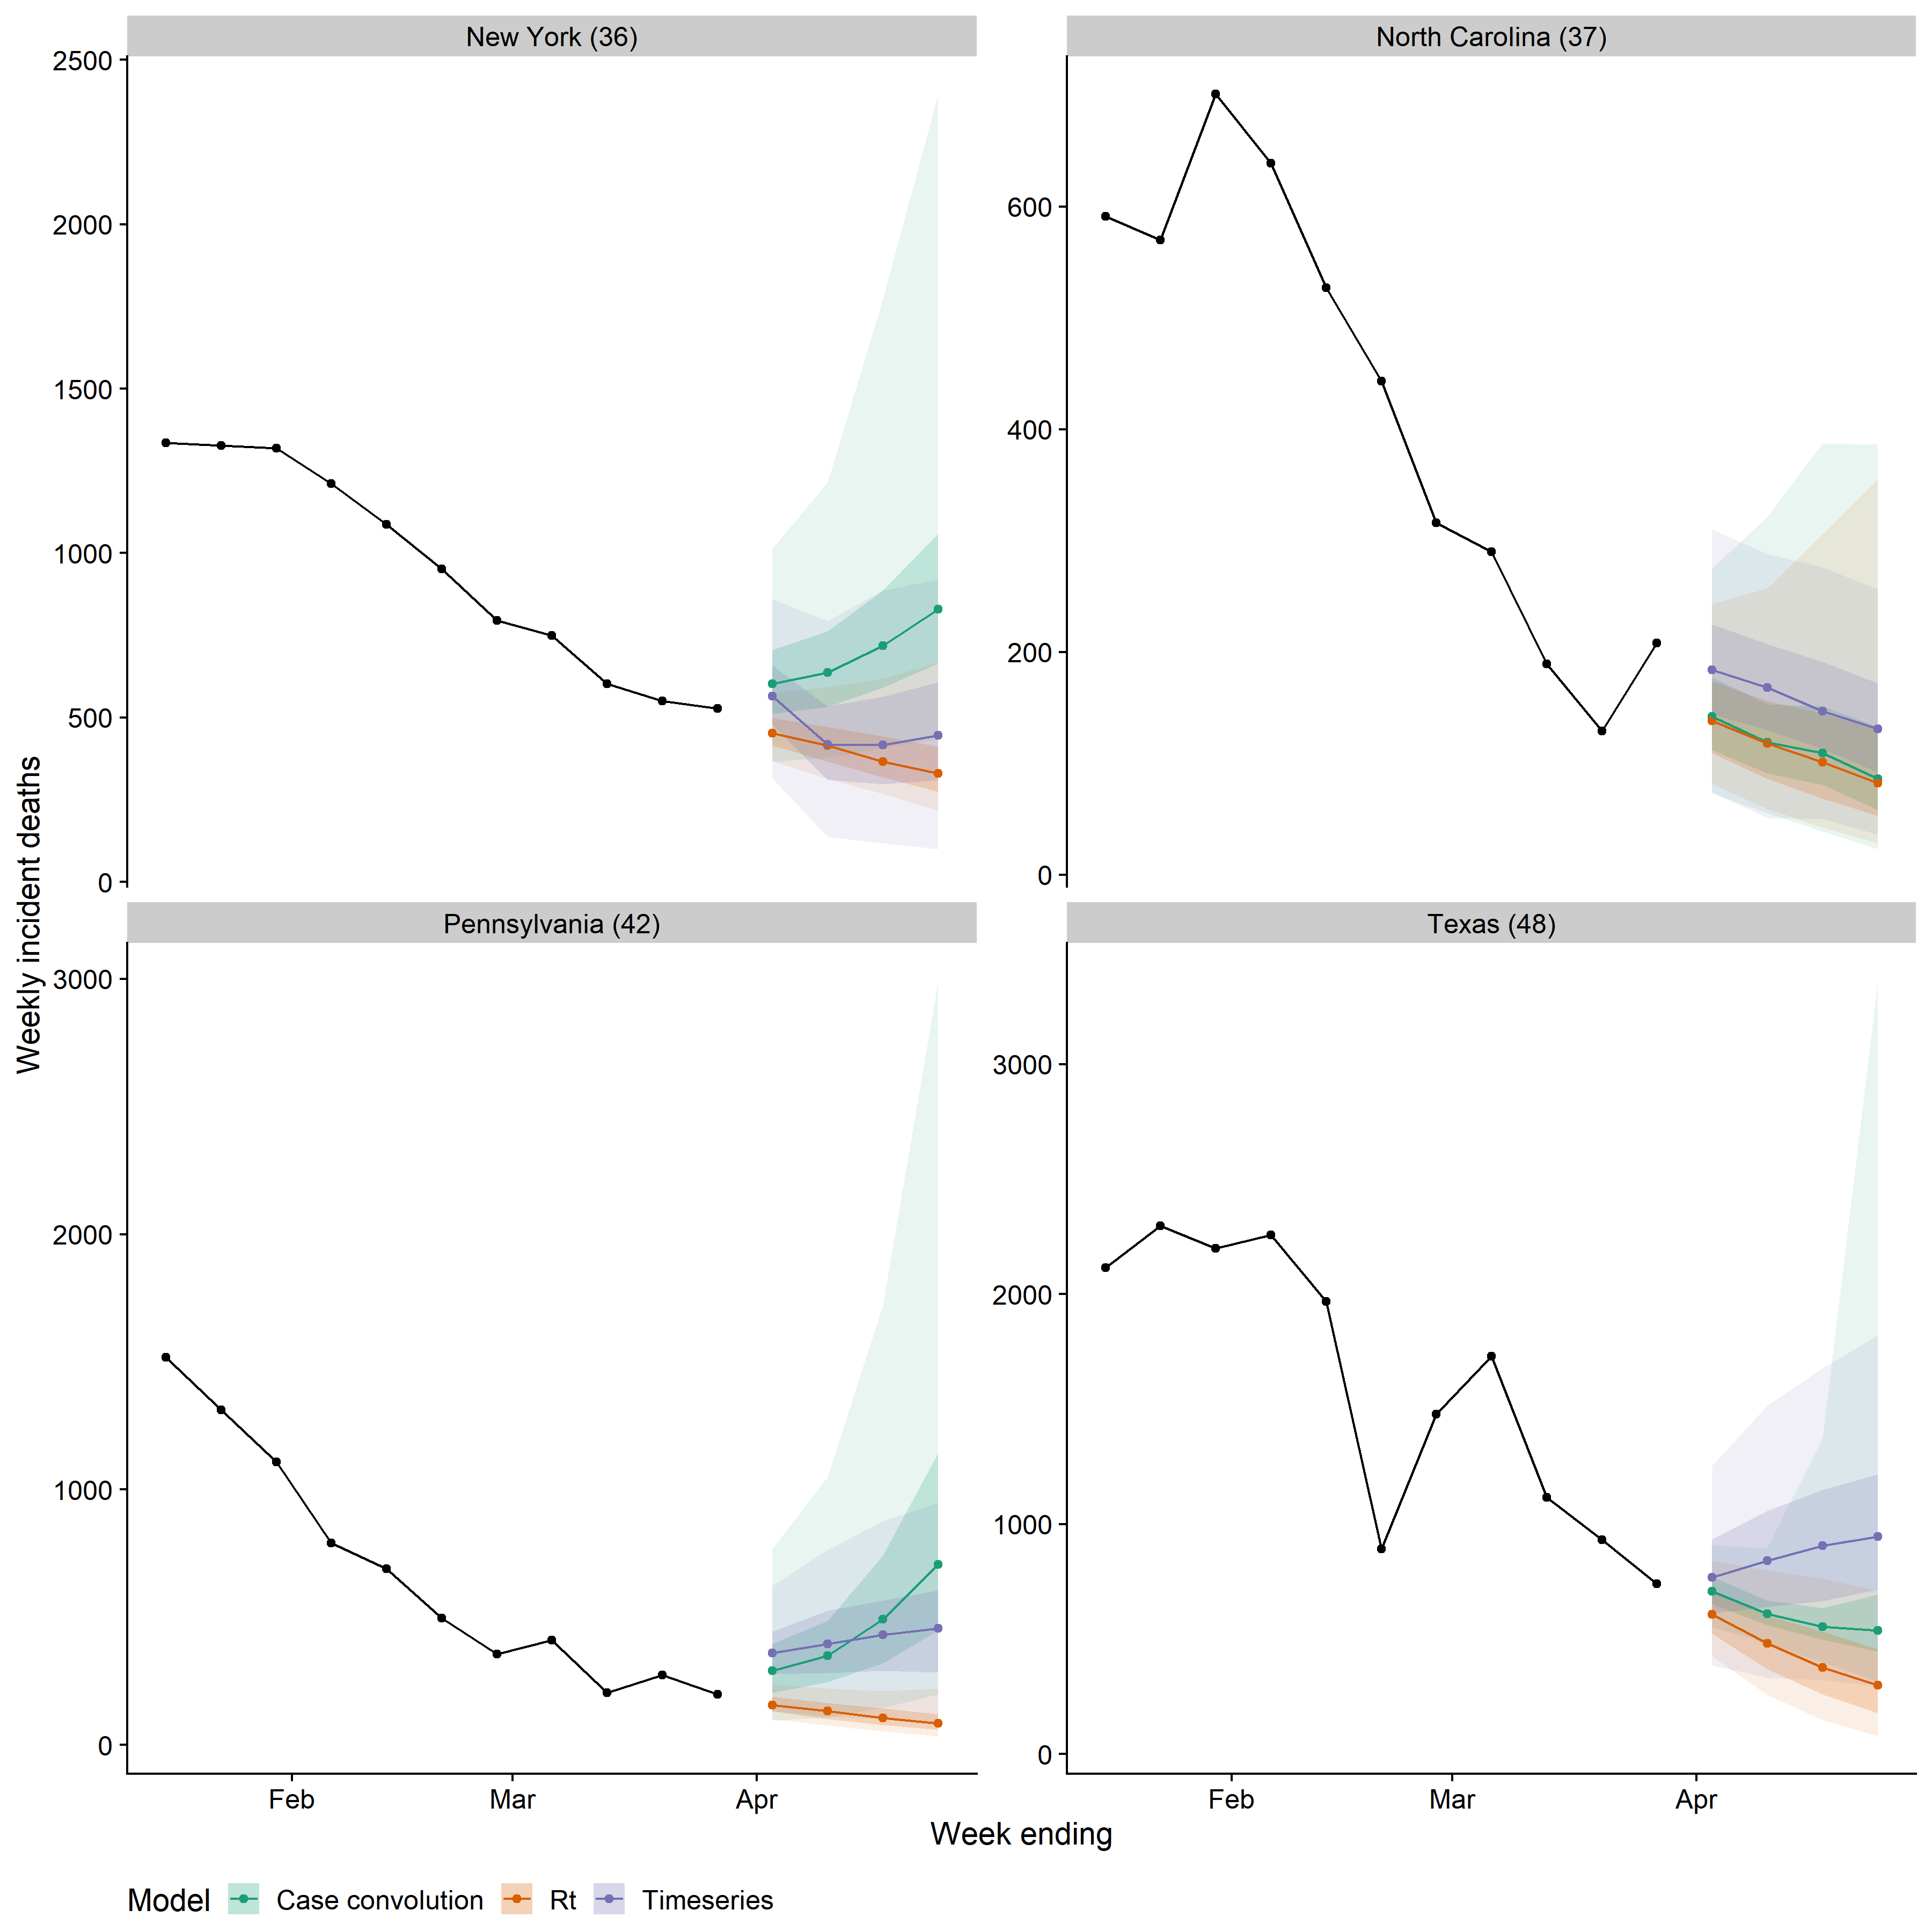 New York (36)
North Carolina (37)
2500
2000
1500
1000
500
0
600
400
200
0
Weekly incident deaths
Pennsylvania (42)
Texas (48)
3000
2000
1000
0
3000
2000
1000
0
Feb Mar Apr
Feb Mar Apr
Week ending
Model Case convolution Rt Timeseries